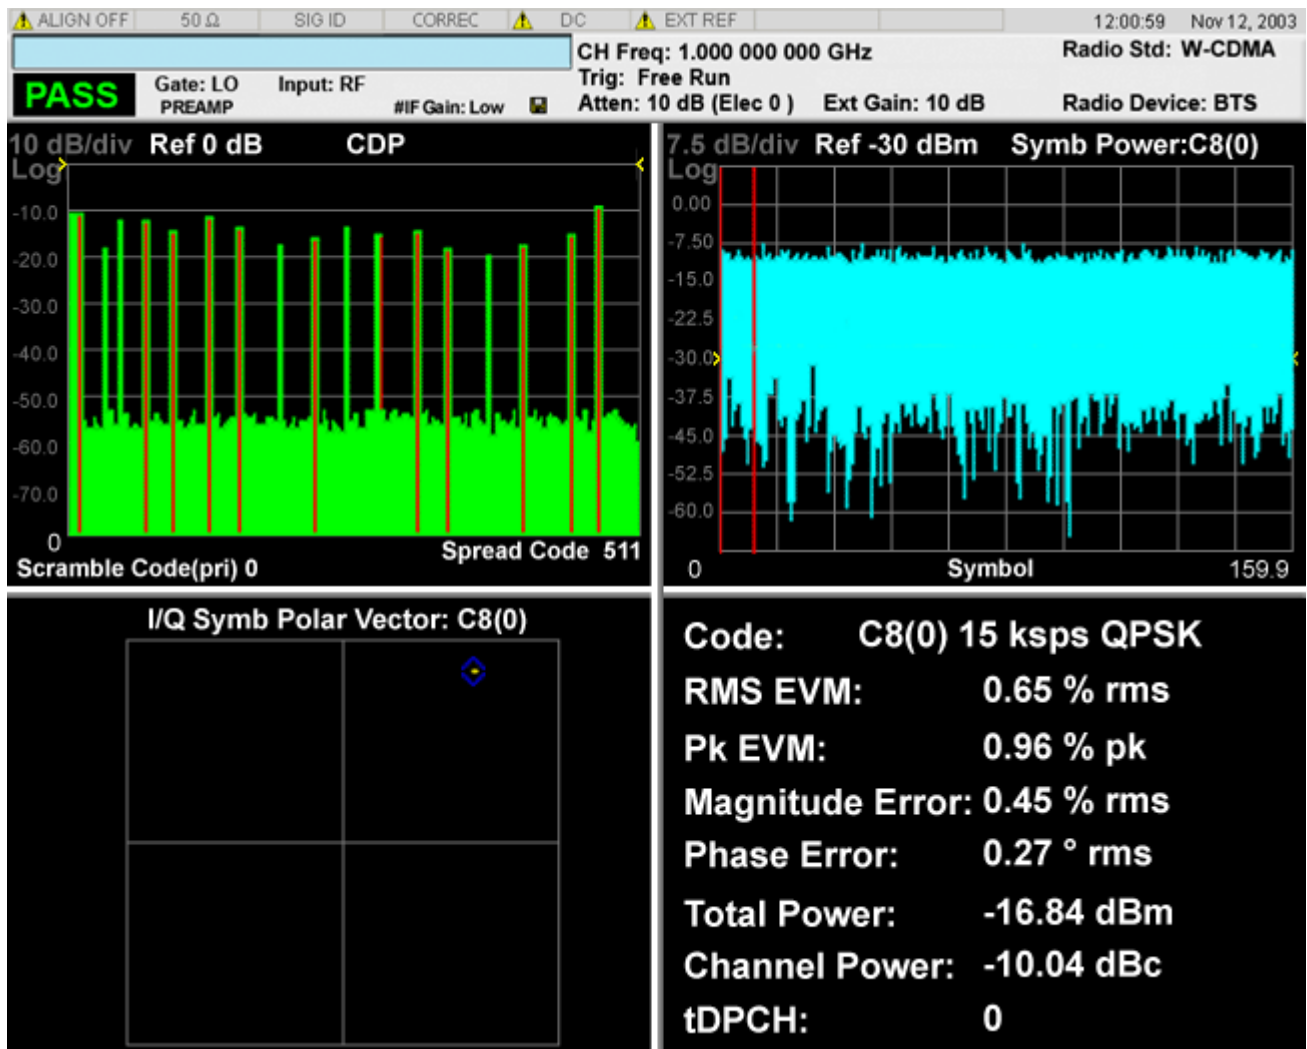 ALIGN OFF 50 Ω SIG ID CORREC DC EXT REF 12:00:59 Nov 12, 2003
CH Freq: 1.000 000 000 GHz Radio Std: W-CDMA
Trig: Free Run
PASS Gate: LO Input: RF
PREAMP #IF Gain: Low Atten: 10 dB (Elec 0 ) Ext Gain: 10 dB Radio Device: BTS
10 dB/div Ref 0 dB CDP
Log
-10.0
-20.0
-30.0
-40.0
-50.0
-60.0
-70.0
0 Spread Code 511
Scramble Code(pri) 0
7.5 dB/div Ref -30 dBm Symb Power:C8(0)
Log
0.00
-7.50
-15.0
-22.5
-30.0
-37.5
-45.0
-52.5
-60.0
0 Symbol 159.9
I/Q Symb Polar Vector: C8(0)
Code: C8(0) 15 ksps QPSK
RMS EVM: 0.65 % rms
Pk EVM: 0.96 % pk
Magnitude Error: 0.45 % rms
Phase Error: 0.27 ° rms
Total Power: -16.84 dBm
Channel Power: -10.04 dBc
tDPCH: 0